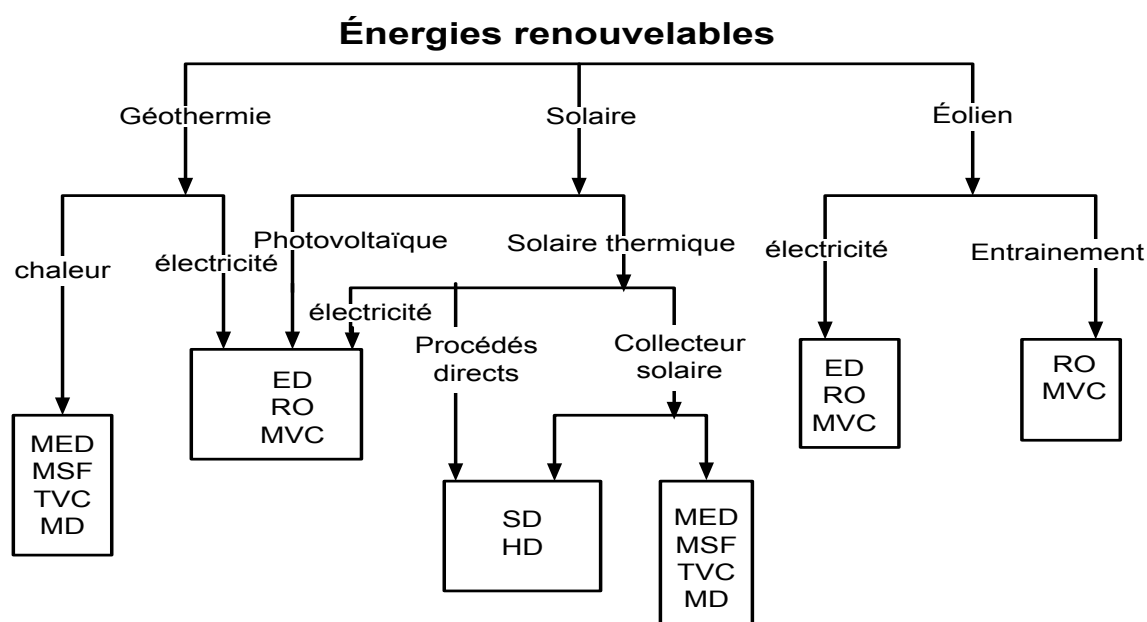 Énergies renouvelables
Géothermie
Solaire
Éolien
chaleur
électricité
Photovoltaïque
Solaire thermique
électricité
Entrainement
électricité
Procédés
directs
Collecteur
solaire
ED
RO
MVC
ED
RO
MVC
RO
MVC
MED
MSF
TVC
MD
SD
HD
MED
MSF
TVC
MD